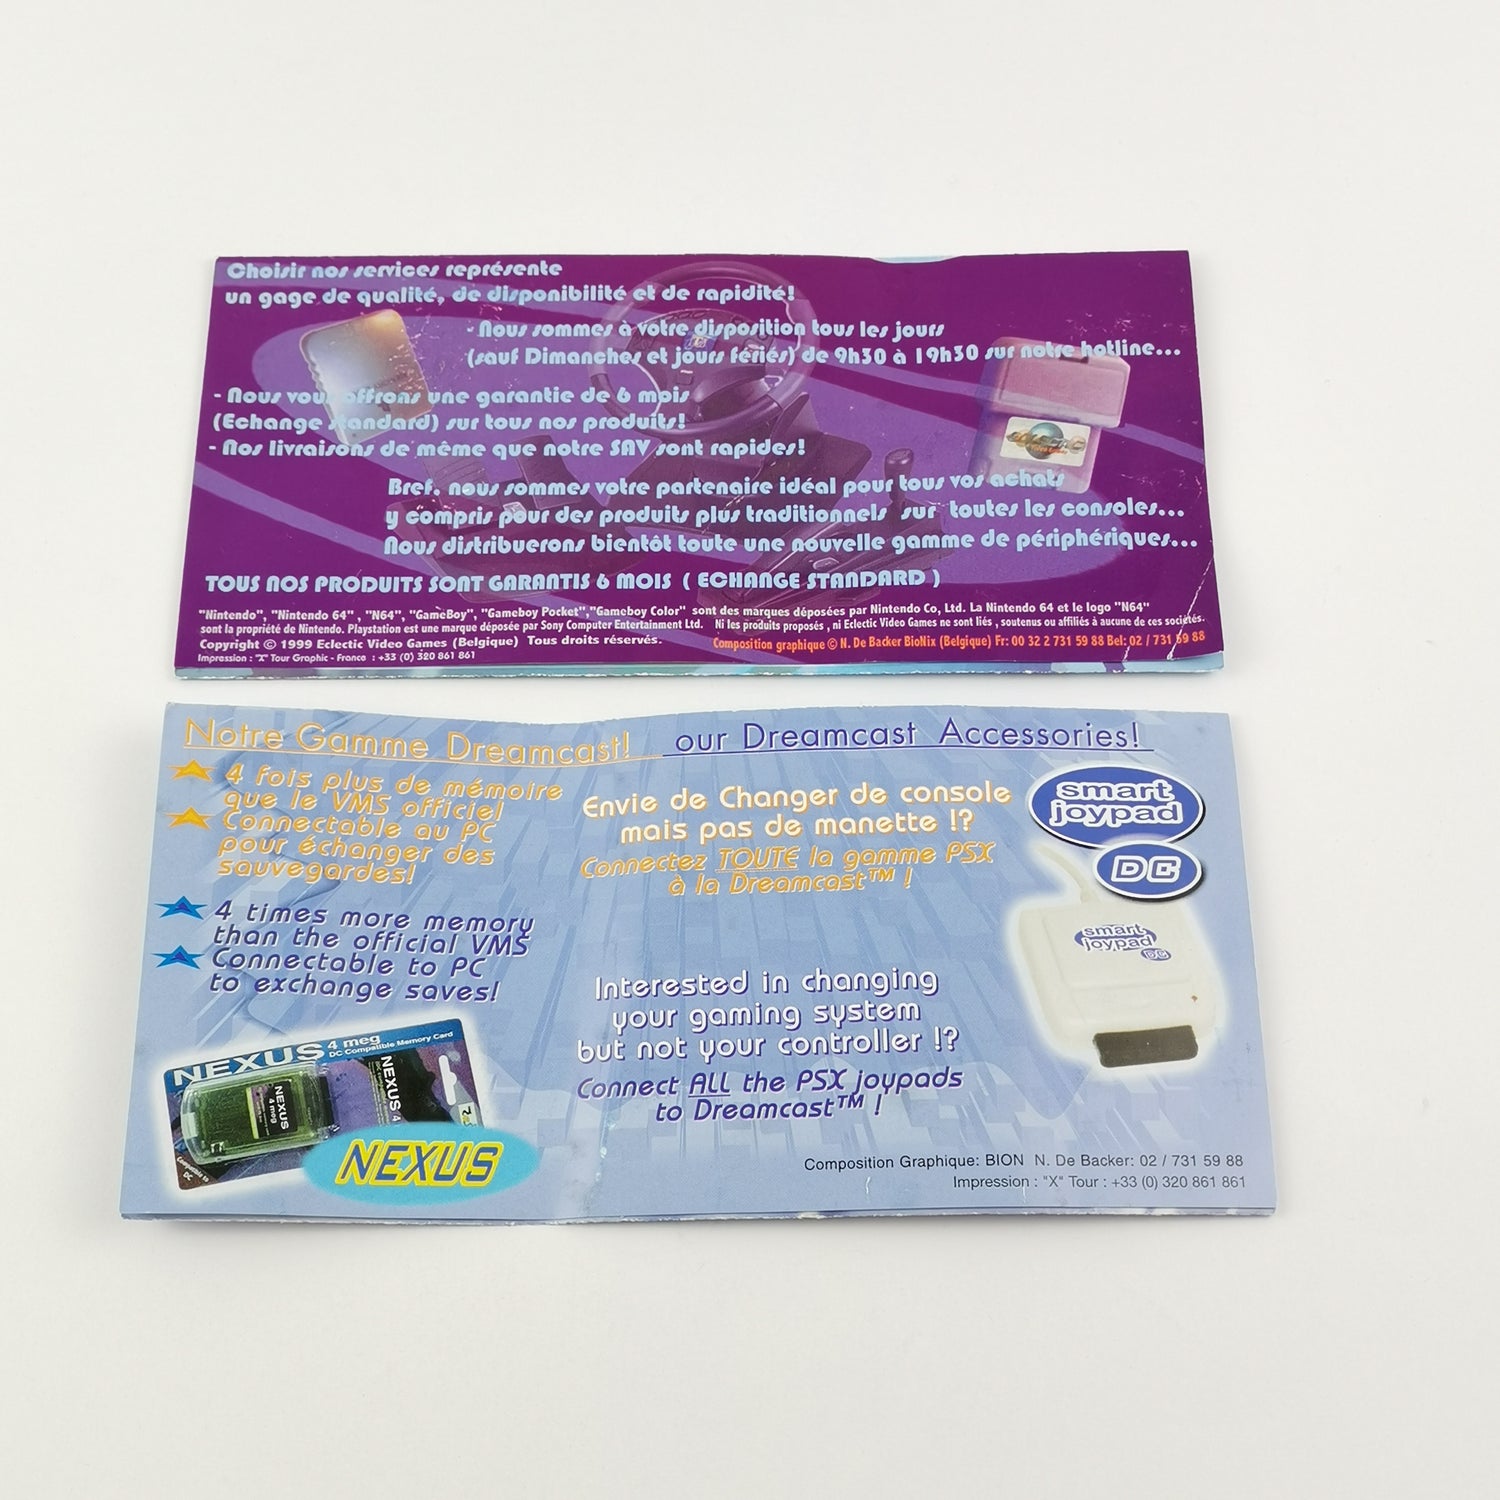 Choisir nos services représente
un gage de qualité, de disponibilité et de rapidité!
- Nous sommes à votre disposition tous les jours
(sauf Dimanches et jours fériés) de 9h30 à 19h30 sur notre hotline...
- Nous vous offrons une garantie de 6 mois
(Echange standard) sur tous nos produits!
- Nos livraisons de même que notre SAV sont rapides!
Bref, nous sommes votre partenaire idéal pour tous vos achats
y compris pour des produits plus traditionnels sur toutes les consoles...
Nous distribuerons bientôt toute une nouvelle gamme de périphériques...
TOUS NOS PRODUITS SONT GARANTIS 6 MOIS ( ECHANGE STANDARD )
"Nintendo", "Nintendo 64" , "N64", "GameBoy", "Gameboy Pocket","Gameboy Color" sont des marques déposées par Nintendo Co, Ltd. La Nintendo 64 et le logo "N64"
sont la propriété de Nintendo. Playstation est une marque déposée par Sony Computer Entertainment Ltd. Ni les produits proposés , ni Eclectic Video Games ne sont liés , soutenus ou affiliés à aucune de ces sociétés.
Copyright © 1999 Eclectic Video Games (Belgique) Tous droits réservés.
Composition graphique © N. De Backer BioNix (Belgique) Fr: 00 32 2 731 59 88 Bel: 02 / 731 59 88
Impression : "X" Tour Graphic - France : +33 (0) 320 861 861
Notre Gamme Dreamcast! our Dreamcast Accessories!
4 fois plus de mémoire
que le VMS officiel
Connectable au PC
pour échanger des
sauvegardes!
4 times more memory
than the official VMS
Connectable to PC
to exchange saves!
NEXUS 4 meg
DC Compatible Memory Card
NEXUS
4 meg
NEXUS 4
NEXUS
Envie de Changer de console
mais pas de manette !?
Connectez TOUTE la gamme PSX
à la Dreamcast™ !
Interested in changing
your gaming system
but not your controller !?
Connect ALL the PSX joypads
to Dreamcast™ !
smart
joypad
DC
smart
joypad
DC
Composition Graphique: BION N. De Backer: 02 / 731 59 88
Impression : "X" Tour : +33 (0) 320 861 861